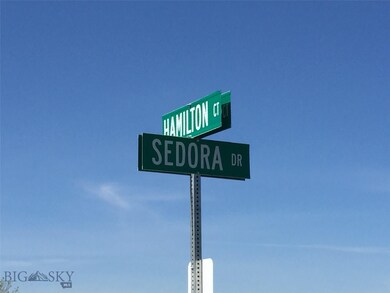 HAMILTON CT
SEDORA DR
BIG SKY